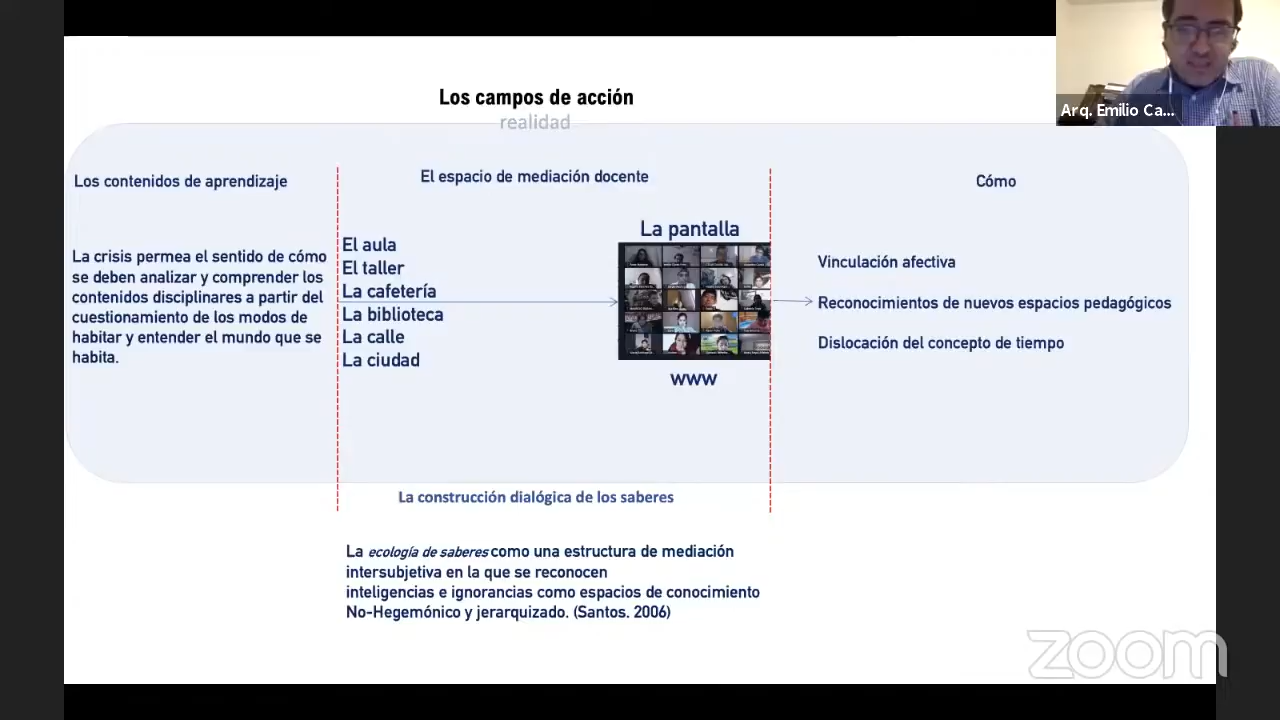 Los campos de acción
realidad
Arq. Emilio Ca...
Los contenidos de aprendizaje
La crisis permea el sentido de cómo
se deben analizar y comprender los
contenidos disciplinares a partir del
cuestionamiento de los modos de
habitar y entender el mundo que se
habita.
El espacio de mediación docente
El aula
El taller
La cafetería
La biblioteca
La calle
La ciudad
La pantalla
www
Cómo
Vinculación afectiva
Reconocimientos de nuevos espacios pedagógicos
Dislocación del concepto de tiempo
La construcción dialógica de los saberes
La ecología de saberes como una estructura de mediación
intersubjetiva en la que se reconocen
inteligencias e ignorancias como espacios de conocimiento
No-Hegemónico y jerarquizado. (Santos. 2006)
zoom